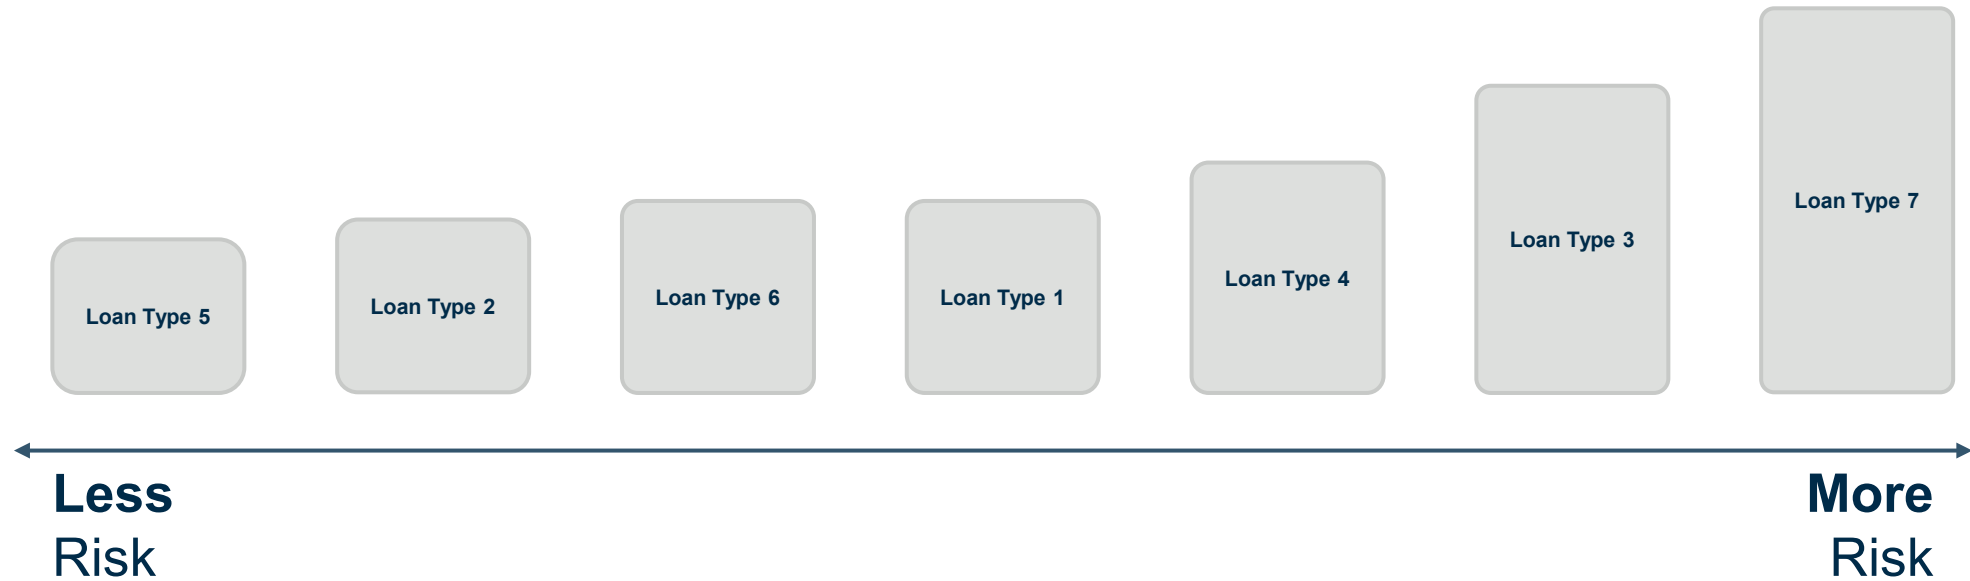 Loan Type 5
Loan Type 2
Loan Type 6
Loan Type 1
Loan Type 4
Loan Type 3
Loan Type 7
Less
Risk
More
Risk